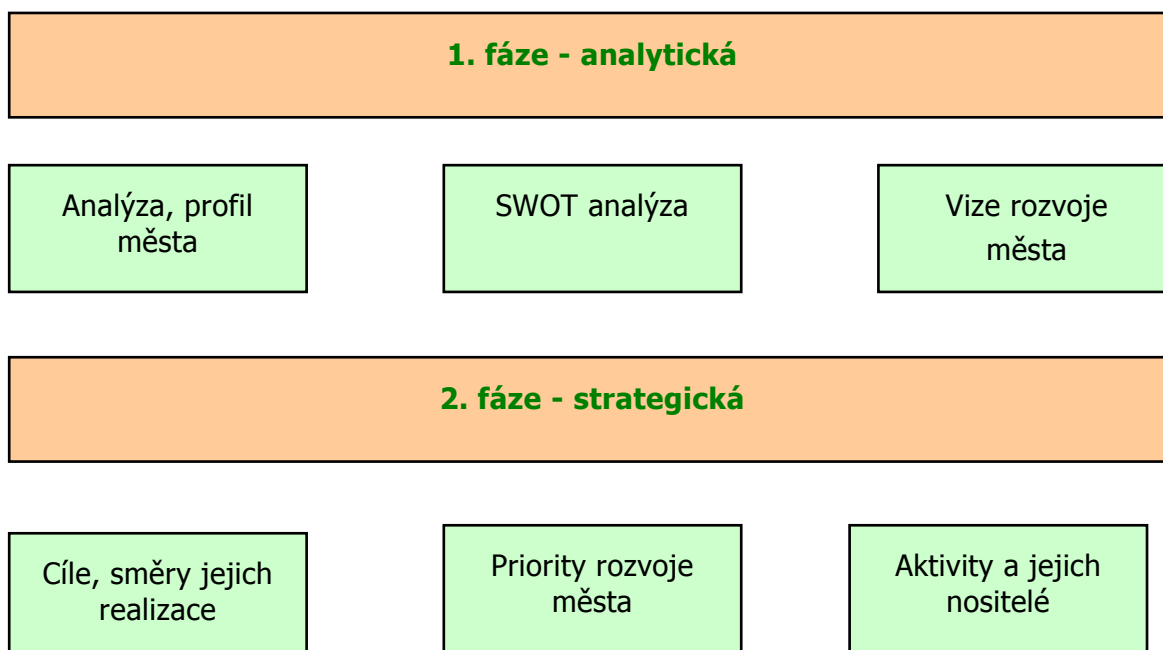 1. fáze - analytická
Analýza, profil
města
SWOT analýza
Vize rozvoje
města
2. fáze - strategická
Cíle, směry jejich
realizace
Priority rozvoje
města
Aktivity a jejich
nositelé